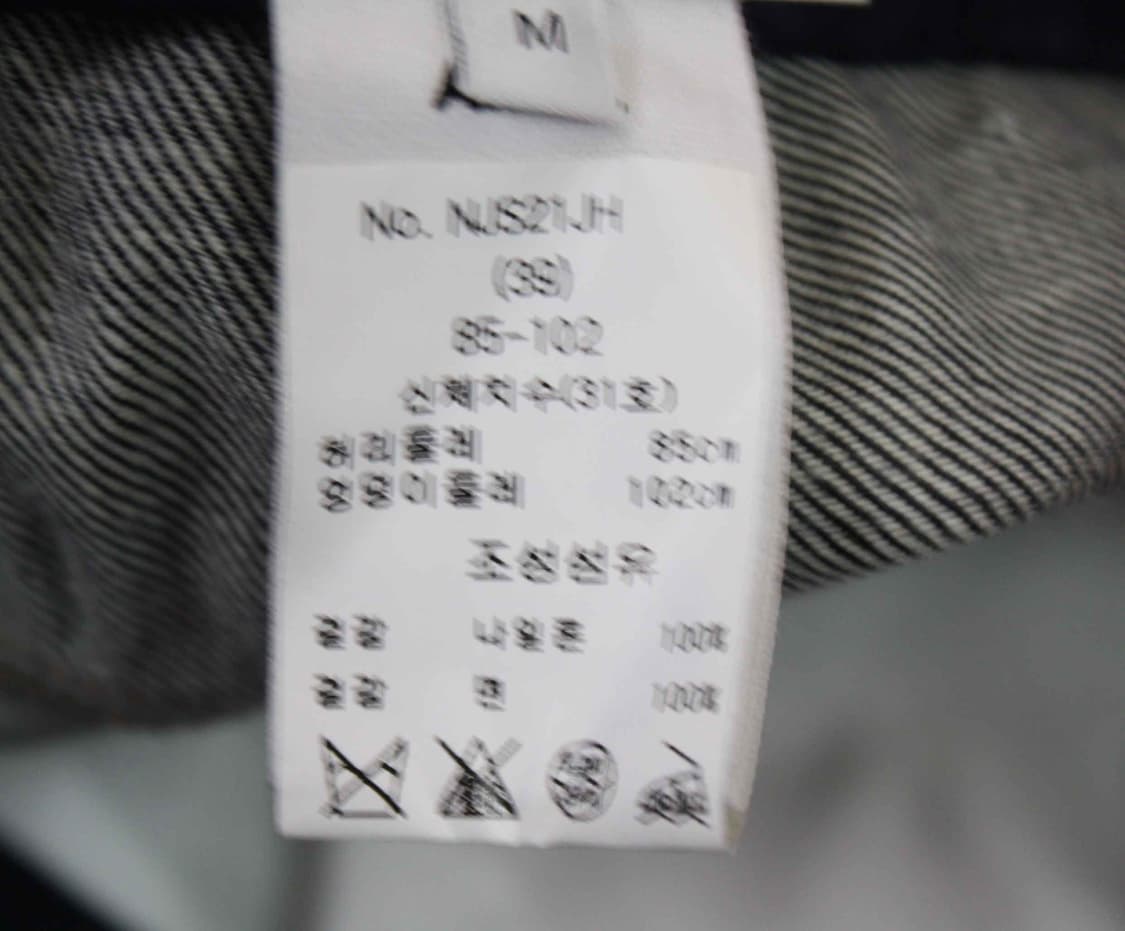 M
No. NJS21JH
(39)
85-102
신체치수(31호)
허리둘레 85cm
엉덩이둘레 102cm
조성섬유
겉감 나일론 100%
겉감 면 100%